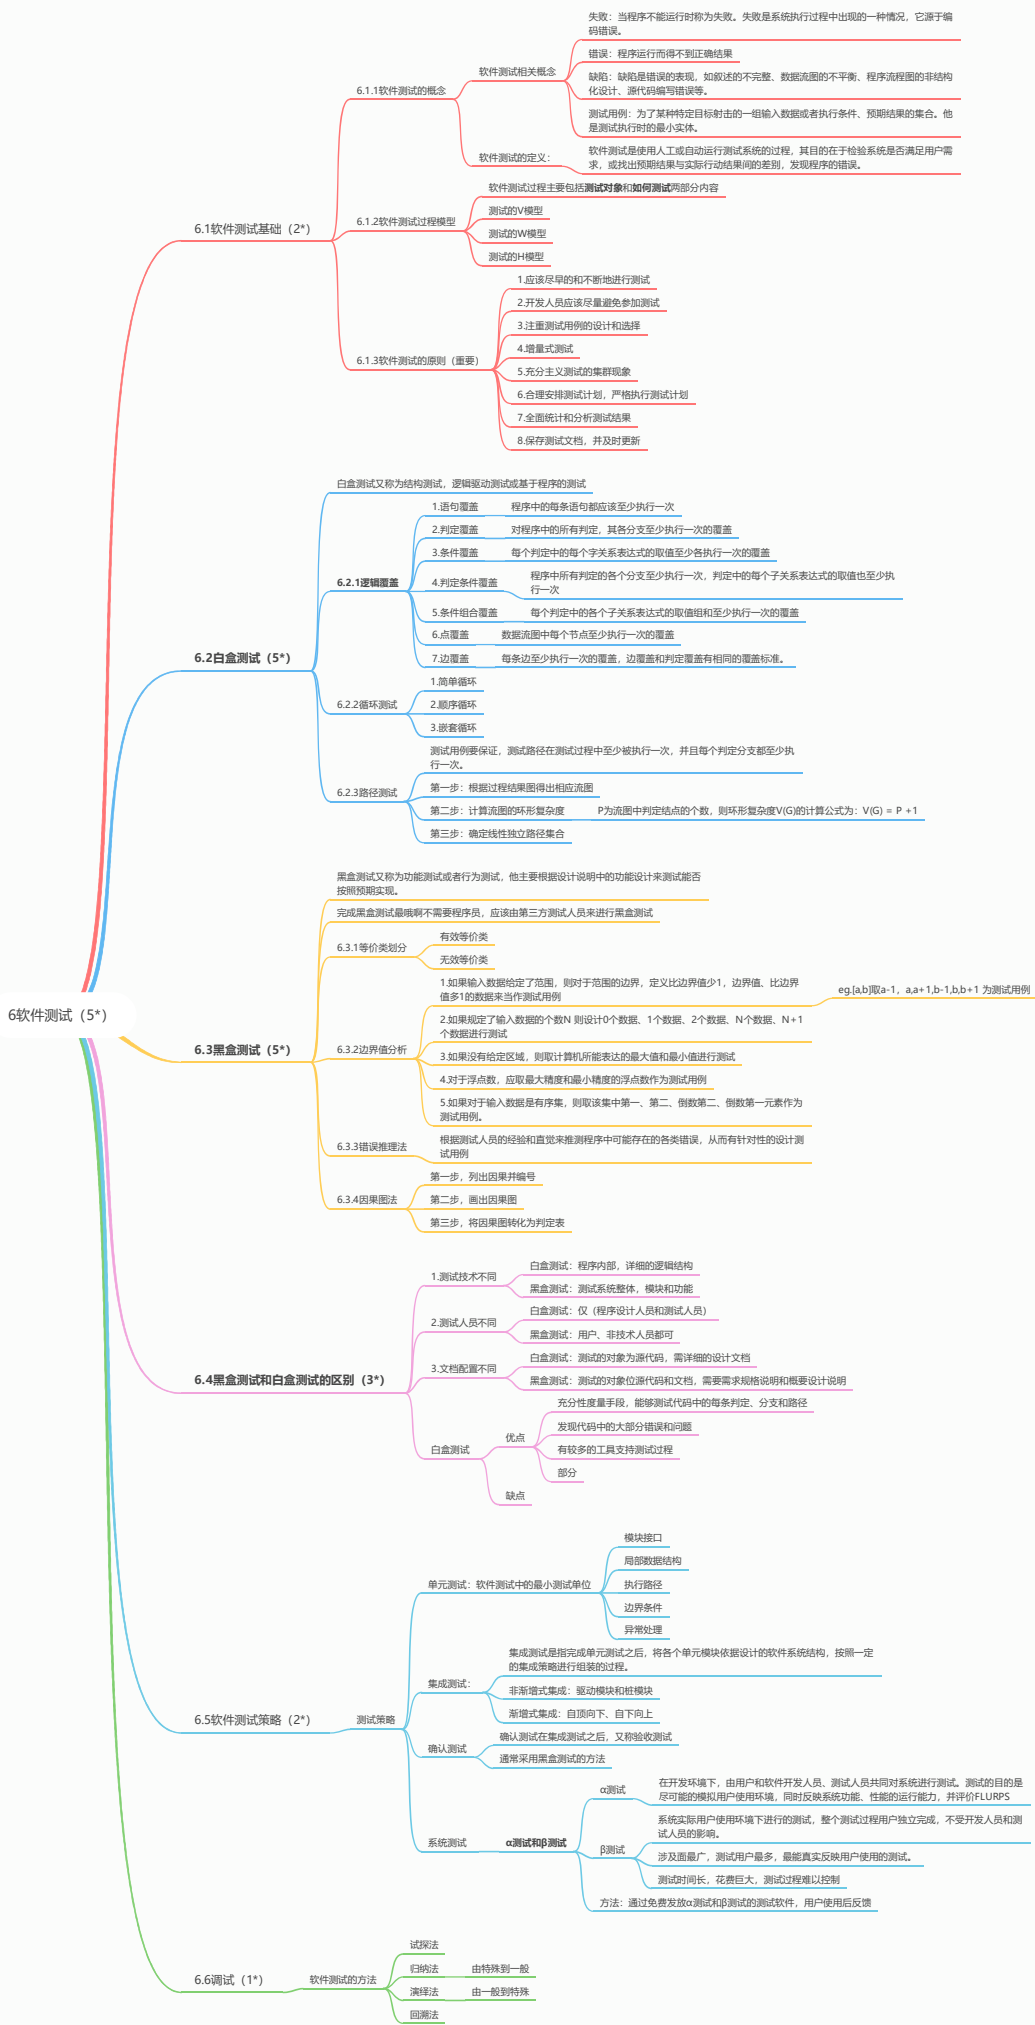 6软件测试（5*）
6.1软件测试基础（2*）
6.1.1软件测试的概念
软件测试相关概念
失败：当程序不能运行时称为失败。失败是系统执行过程中出现的一种情况，它源于编
码错误。
错误：程序运行而得不到正确结果
缺陷：缺陷是错误的表现，如叙述的不完整、数据流图的不平衡、程序流程图的非结构
化设计、源代码编写错误等。
测试用例：为了某种特定目标射击的一组输入数据或者执行条件、预期结果的集合。他
是测试执行时的最小实体。
软件测试的定义：
软件测试是使用人工或自动运行测试系统的过程，其目的在于检验系统是否满足用户需
求，或找出预期结果与实际行动结果间的差别，发现程序的错误。
6.1.2软件测试过程模型
软件测试过程主要包括测试对象和如何测试两部分内容
测试的V模型
测试的W模型
测试的H模型
6.1.3软件测试的原则（重要）
1.应该尽早的和不断地进行测试
2.开发人员应该尽量避免参加测试
3.注重测试用例的设计和选择
4.增量式测试
5.充分主义测试的集群现象
6.合理安排测试计划，严格执行测试计划
7.全面统计和分析测试结果
8.保存测试文档，并及时更新
6.2白盒测试（5*）
白盒测试又称为结构测试，逻辑驱动测试或基于程序的测试
6.2.1逻辑覆盖
1.语句覆盖
程序中的每条语句都应该至少执行一次
2.判定覆盖
对程序中的所有判定，其各分支至少执行一次的覆盖
3.条件覆盖
每个判定中的每个字关系表达式的取值至少各执行一次的覆盖
4.判定条件覆盖
程序中所有判定的各个分支至少执行一次，判定中的每个子关系表达式的取值也至少执
行一次
5.条件组合覆盖
每个判定中的各个子关系表达式的取值组和至少执行一次的覆盖
6.点覆盖
数据流图中每个节点至少执行一次的覆盖
7.边覆盖
每条边至少执行一次的覆盖，边覆盖和判定覆盖有相同的覆盖标准。
6.2.2循环测试
1.简单循环
2.顺序循环
3.嵌套循环
6.2.3路径测试
测试用例要保证，测试路径在测试过程中至少被执行一次，并且每个判定分支都至少执
行一次。
第一步：根据过程结果图得出相应流图
第二步：计算流图的环形复杂度
P为流图中判定结点的个数，则环形复杂度V(G)的计算公式为：V(G) = P +1
第三步：确定线性独立路径集合
6.3黑盒测试（5*）
黑盒测试又称为功能测试或者行为测试，他主要根据设计说明中的功能设计来测试能否
按照预期实现。
完成黑盒测试最哦啊不需要程序员，应该由第三方测试人员来进行黑盒测试
6.3.1等价类划分
有效等价类
无效等价类
6.3.2边界值分析
1.如果输入数据给定了范围，则对于范围的边界，定义比边界值少1，边界值、比边界
值多1的数据来当作测试用例
eg.[a,b]取a-1，a,a+1,b-1,b,b+1 为测试用例
2.如果规定了输入数据的个数N 则设计0个数据、1个数据、2个数据、N个数据、N+1
个数据进行测试
3.如果没有给定区域，则取计算机所能表达的最大值和最小值进行测试
4.对于浮点数，应取最大精度和最小精度的浮点数作为测试用例
5.如果对于输入数据是有序集，则取该集中第一、第二、倒数第二、倒数第一元素作为
测试用例。
6.3.3错误推理法
根据测试人员的经验和直觉来推测程序中可能存在的各类错误，从而有针对性的设计测
试用例
6.3.4因果图法
第一步，列出因果并编号
第二步，画出因果图
第三步，将因果图转化为判定表
6.4黑盒测试和白盒测试的区别（3*）
1.测试技术不同
白盒测试：程序内部，详细的逻辑结构
黑盒测试：测试系统整体，模块和功能
2.测试人员不同
白盒测试：仅（程序设计人员和测试人员）
黑盒测试：用户、非技术人员都可
3.文档配置不同
白盒测试：测试的对象为源代码，需详细的设计文档
黑盒测试：测试的对象位源代码和文档，需要需求规格说明和概要设计说明
白盒测试
优点
充分性度量手段，能够测试代码中的每条判定、分支和路径
发现代码中的大部分错误和问题
有较多的工具支持测试过程
部分
缺点
6.5软件测试策略（2*）
测试策略
单元测试：软件测试中的最小测试单位
模块接口
局部数据结构
执行路径
边界条件
异常处理
集成测试：
集成测试是指完成单元测试之后，将各个单元模块依据设计的软件系统结构，按照一定
的集成策略进行组装的过程。
非渐增式集成：驱动模块和桩模块
渐增式集成：自顶向下、自下向上
确认测试
确认测试在集成测试之后，又称验收测试
通常采用黑盒测试的方法
系统测试
α测试和β测试
α测试
在开发环境下，由用户和软件开发人员、测试人员共同对系统进行测试。测试的目的是
尽可能的模拟用户使用环境，同时反映系统功能、性能的运行能力，并评价FLURPS
β测试
系统实际用户使用环境下进行的测试，整个测试过程用户独立完成，不受开发人员和测
试人员的影响。
涉及面最广，测试用户最多，最能真实反映用户使用的测试。
测试时间长，花费巨大，测试过程难以控制
方法：通过免费发放α测试和β测试的测试软件，用户使用后反馈
6.6调试（1*）
软件测试的方法
试探法
归纳法
由特殊到一般
演绎法
由一般到特殊
回溯法